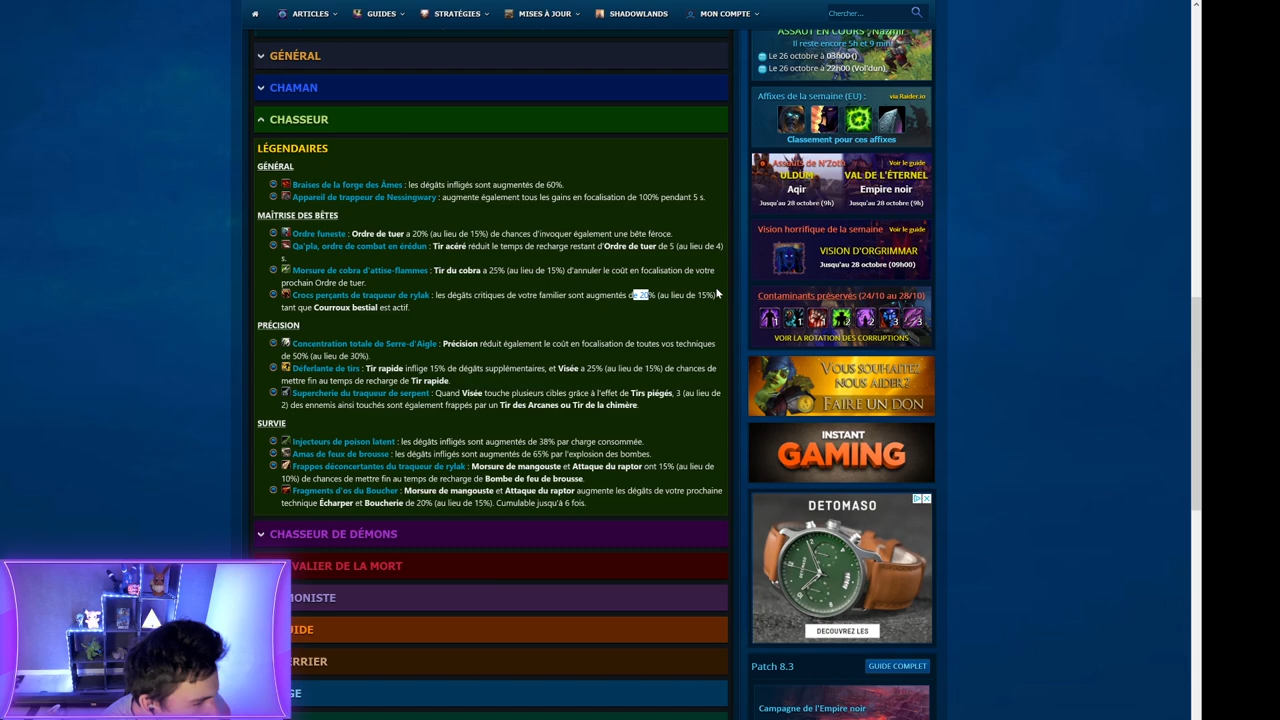 ARTICLES
GUIDES
STRATÉGIES
MISES À JOUR
SHADOWLANDS
MON COMPTE
Chercher...
GÉNÉRAL
CHAMAN
CHASSEUR
LÉGENDAIRES
GÉNÉRAL
Braises de la forge des Âmes : les dégâts infligés sont augmentés de 60%.
Appareil de trappeur de Nessingwary : augmente également tous les gains en focalisation de 100% pendant 5 s.
MAÎTRISE DES BÊTES
Ordre funeste : Ordre de tuer a 20% (au lieu de 15%) de chances d'invoquer également une bête féroce.
Qa'pla, ordre de combat en érédun : Tir acéré réduit le temps de recharge restant d'Ordre de tuer de 5 (au lieu de 4)
s.
Morsure de cobra d'attise-flammes : Tir du cobra a 25% (au lieu de 15%) d'annuler le coût en focalisation de votre
prochain Ordre de tuer.
Crocs perçants de traqueur de rylak : les dégâts critiques de votre familier sont augmentés de 20% (au lieu de 15%)
tant que Courroux bestial est actif.
PRÉCISION
Concentration totale de Serre-d'Aigle : Précision réduit également le coût en focalisation de toutes vos techniques
de 50% (au lieu de 30%).
Déferlante de tirs : Tir rapide inflige 15% de dégâts supplémentaires, et Visée a 25% (au lieu de 15%) de chances de
mettre fin au temps de recharge de Tir rapide.
Supercherie du traqueur de serpent : Quand Visée touche plusieurs cibles grâce à l'effet de Tirs piégés, 3 (au lieu de
2) des ennemis ainsi touchés sont également frappés par un Tir des Arcanes ou Tir de la chimère.
SURVIE
Injecteurs de poison latent : les dégâts infligés sont augmentés de 38% par charge consommée.
Amas de feux de brousse : les dégâts infligés sont augmentés de 65% par l'explosion des bombes.
Frappes déconcertantes du traqueur de rylak : Morsure de mangouste et Attaque du raptor ont 15% (au lieu de
10%) de chances de mettre fin au temps de recharge de Bombe de feu de brousse.
Fragments d'os du Boucher : Morsure de mangouste et Attaque du raptor augmente les dégâts de votre prochaine
technique Écharper et Boucherie de 20% (au lieu de 15%). Cumulable jusqu'à 6 fois.
CHASSEUR DE DÉMONS
VALIER DE LA MORT
MONISTE
UIDE
ERRIER
GE
ASSAUT EN COURS : Nazmir
Il reste encore 5h et 9 min
Le 26 octobre à 03h00 ()
Le 26 octobre à 22h00 (Vol'dun)
Affixes de la semaine (EU) :
via Raider.io
Classement pour ces affixes
Assauts de N'Zoth
Voir le guide
ULDUM
Aqir
Jusqu'au 28 octobre (9h)
VAL DE L'ÉTERNEL
Empire noir
Jusqu'au 28 octobre (9h)
Vision horrifique de la semaine
Voir le guide
VISION D'ORGRIMMAR
Jusqu'au 28 octobre (09h00)
Contaminants préservés (24/10 au 28/10)
1 1 1 2 2 3 3
VOIR LA ROTATION DES CORRUPTIONS
VOUS SOUHAITEZ
NOUS AIDER?
FAIRE UN DON
INSTANT
GAMING
DETOMASO
DECOUVREZ LES
Patch 8.3
GUIDE COMPLET
Campagne de l'Empire noir